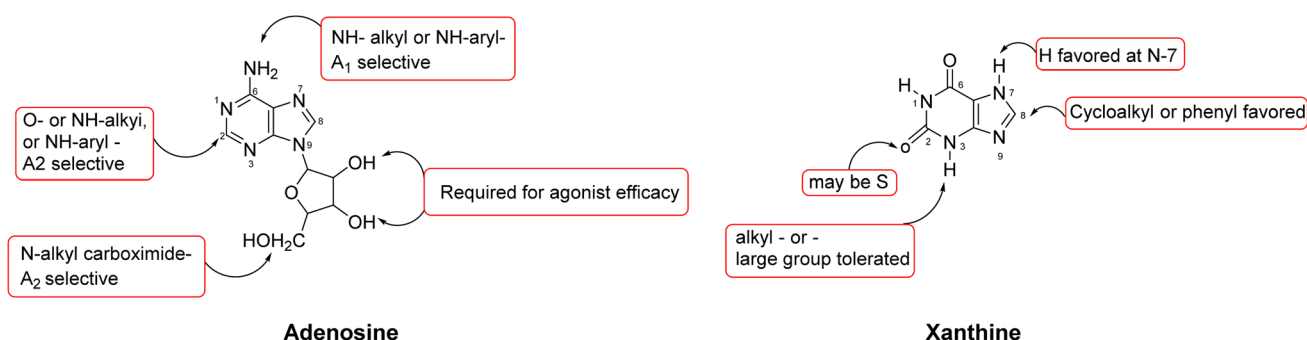 NH- alkyl or NH-aryl-
A₁ selective
NH₂
6
1
N
7
N
8
2
N
3
N
9
O- or NH-alkyi,
or NH-aryl -
A2 selective
OH
O
OH
HOH₂C
Required for agonist efficacy
N-alkyl carboximide-
A₂ selective
Adenosine
H favored at N-7
H
O
H
6
N
7
N
1
8
Cycloalkyl or phenyl favored
2
N
3
N
9
o
H
may be S
alkyl - or -
large group tolerated
Xanthine